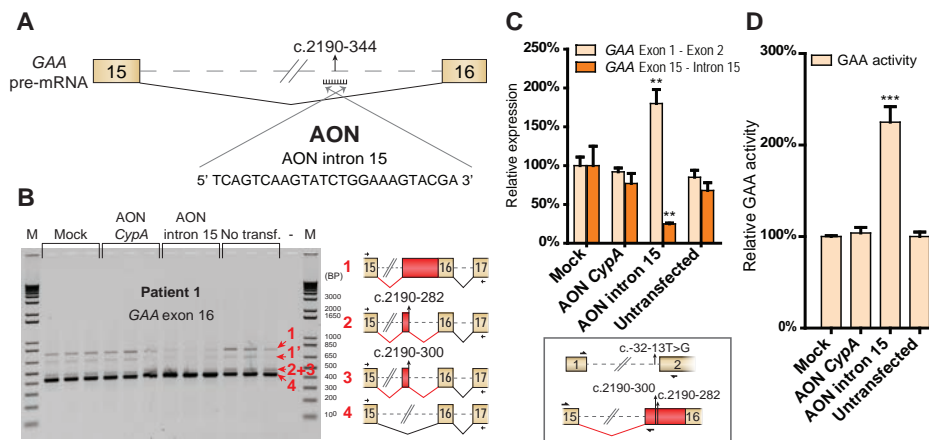 A
GAA
pre-mRNA
c.2190-344
15
16
AON
AON intron 15
5' TCAGTCAAGTATCTGGAAAGTACGA 3'
B
M
Mock
AON
CypA
AON
intron 15
No transf.
-
M
Patient 1
GAA exon 16
(BP)
3000
2000
1650
1000
850
650
500
400
300
200
100
1
1'
2+3
4
1
15
16
17
c.2190-282
2
15
16
17
c.2190-300
3
15
16
17
4
15
16
17
C
GAA Exon 1 - Exon 2
GAA Exon 15 - Intron 15
Relative expression
250%
200%
150%
100%
50%
0%
**
**
Mock
AON CypA
AON intron 15
Untransfected
c.-32-13T>G
1
2
c.2190-300
c.2190-282
15
16
D
GAA activity
Relative GAA activity
300%
200%
100%
0%
***
Mock
AON CypA
AON intron 15
Untransfected